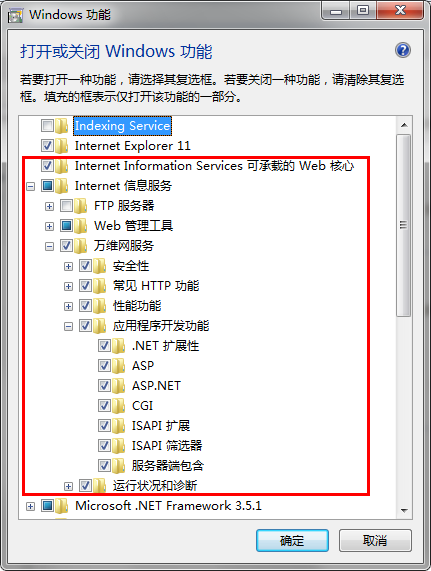 Windows 功能
打开或关闭 Windows 功能
若要打开一种功能，请选择其复选框。若要关闭一种功能，请清除其复选
框。填充的框表示仅打开该功能的一部分。
Indexing Service
Internet Explorer 11
Internet Information Services 可承载的 Web 核心
Internet 信息服务
FTP 服务器
Web 管理工具
万维网服务
安全性
常见 HTTP 功能
性能功能
应用程序开发功能
.NET 扩展性
ASP
ASP.NET
CGI
ISAPI 扩展
ISAPI 筛选器
服务器端包含
运行状况和诊断
Microsoft .NET Framework 3.5.1
确定
取消